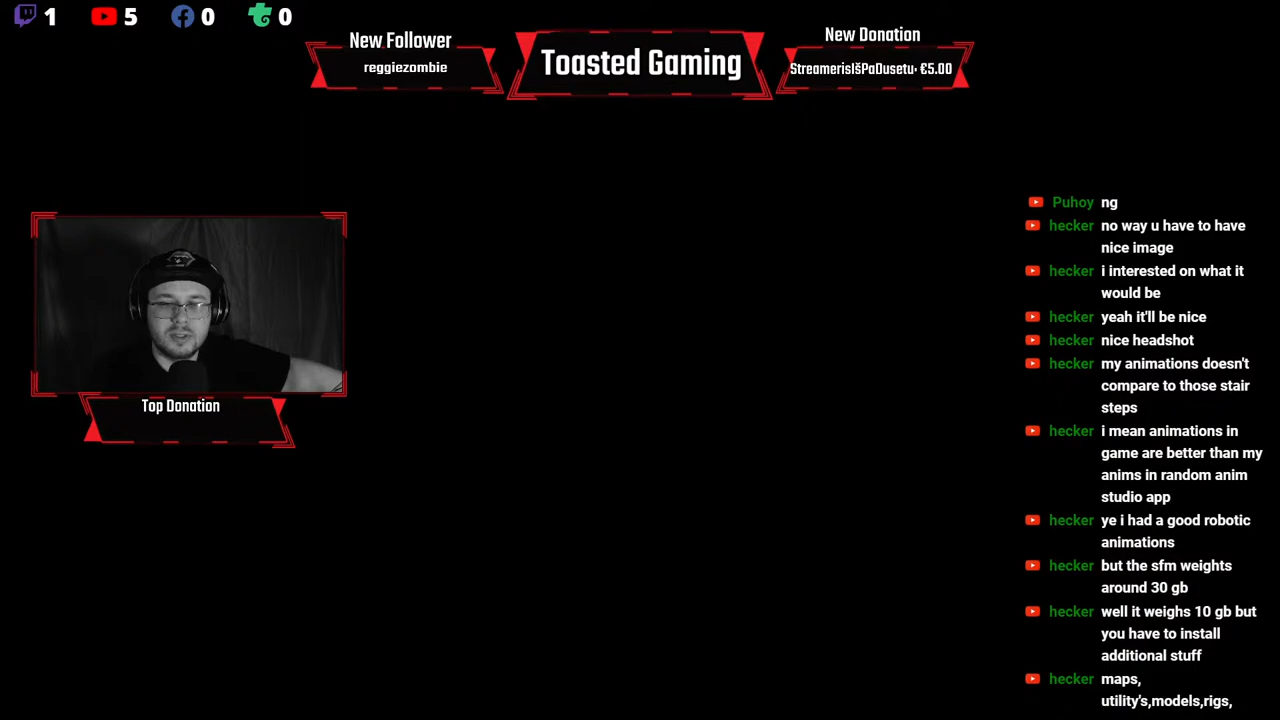 1 5 0 0
New Follower
reggiezombie
Toasted Gaming
New Donation
StreamerisIšPaDusetu· €5.00
Top Donation
Puhoy ng
hecker no way u have to have
nice image
hecker i interested on what it
would be
hecker yeah it'll be nice
hecker nice headshot
hecker my animations doesn't
compare to those stair
steps
hecker i mean animations in
game are better than my
anims in random anim
studio app
hecker ye i had a good robotic
animations
hecker but the sfm weights
around 30 gb
hecker well it weighs 10 gb but
you have to install
additional stuff
hecker maps,
utility's,models,rigs,